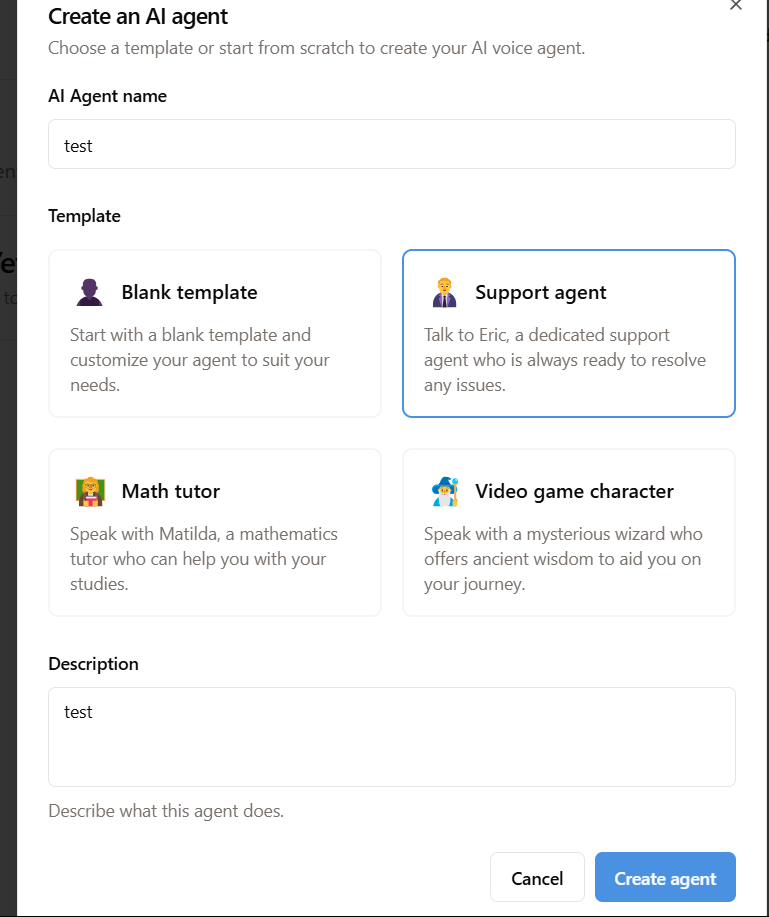 Create an AI agent
Choose a template or start from scratch to create your AI voice agent.
AI Agent name
test
Template
Blank template
Start with a blank template and
customize your agent to suit your
needs.
Support agent
Talk to Eric, a dedicated support
agent who is always ready to resolve
any issues.
Math tutor
Speak with Matilda, a mathematics
tutor who can help you with your
studies.
Video game character
Speak with a mysterious wizard who
offers ancient wisdom to aid you on
your journey.
Description
test
Describe what this agent does.
Cancel
Create agent